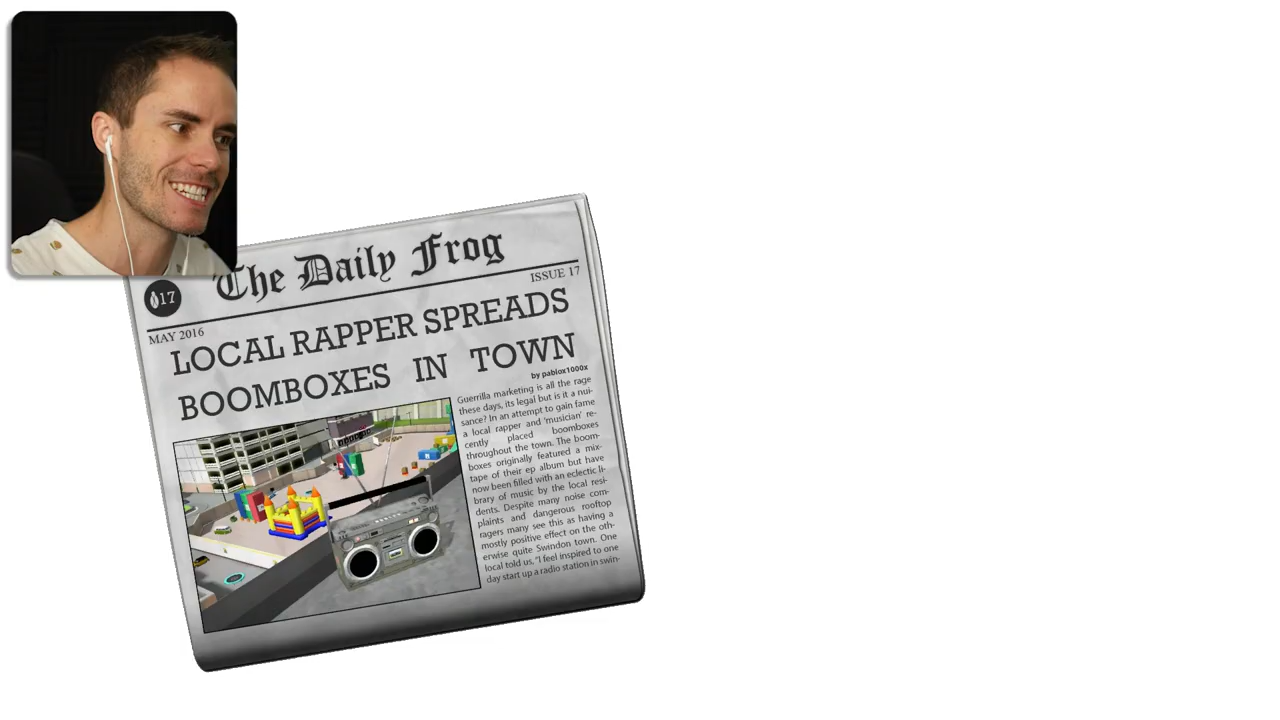 The Daily Frog
17
ISSUE 17
MAY 2016
LOCAL RAPPER SPREADS
BOOMBOXES IN TOWN
by pablox1000x
Guerrilla marketing is all the rage
these days, its legal but is it a nui-
sance? In an attempt to gain fame
a local rapper and 'musician' re-
cently placed boomboxes
throughout the town. The boom-
boxes originally featured a mix-
tape of their ep album but have
now been filled with an eclectic li-
brary of music by the local resi-
dents. Despite many noise com-
plaints and dangerous rooftop
ragers many see this as having a
mostly positive effect on the oth-
erwise quite Swindon town. One
local told us, "I feel inspired to one
day start up a radio station in swin-